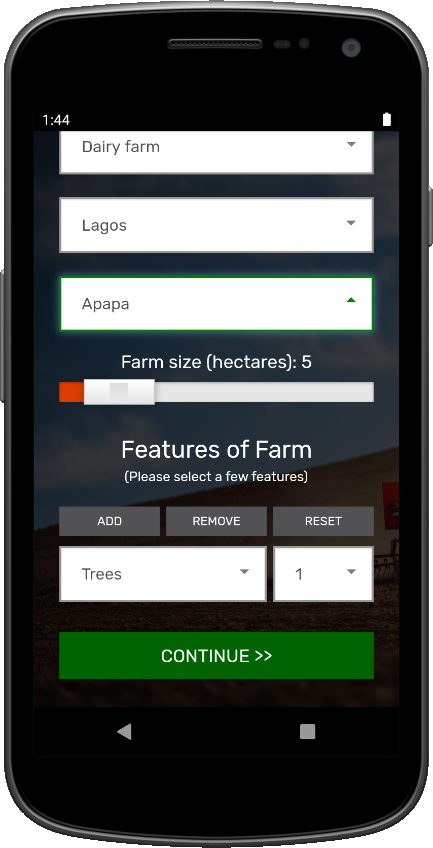 1:44
Dairy farm
Lagos
Apapa
Farm size (hectares): 5
Features of Farm
(Please select a few features)
ADD REMOVE RESET
Trees 1
CONTINUE >>